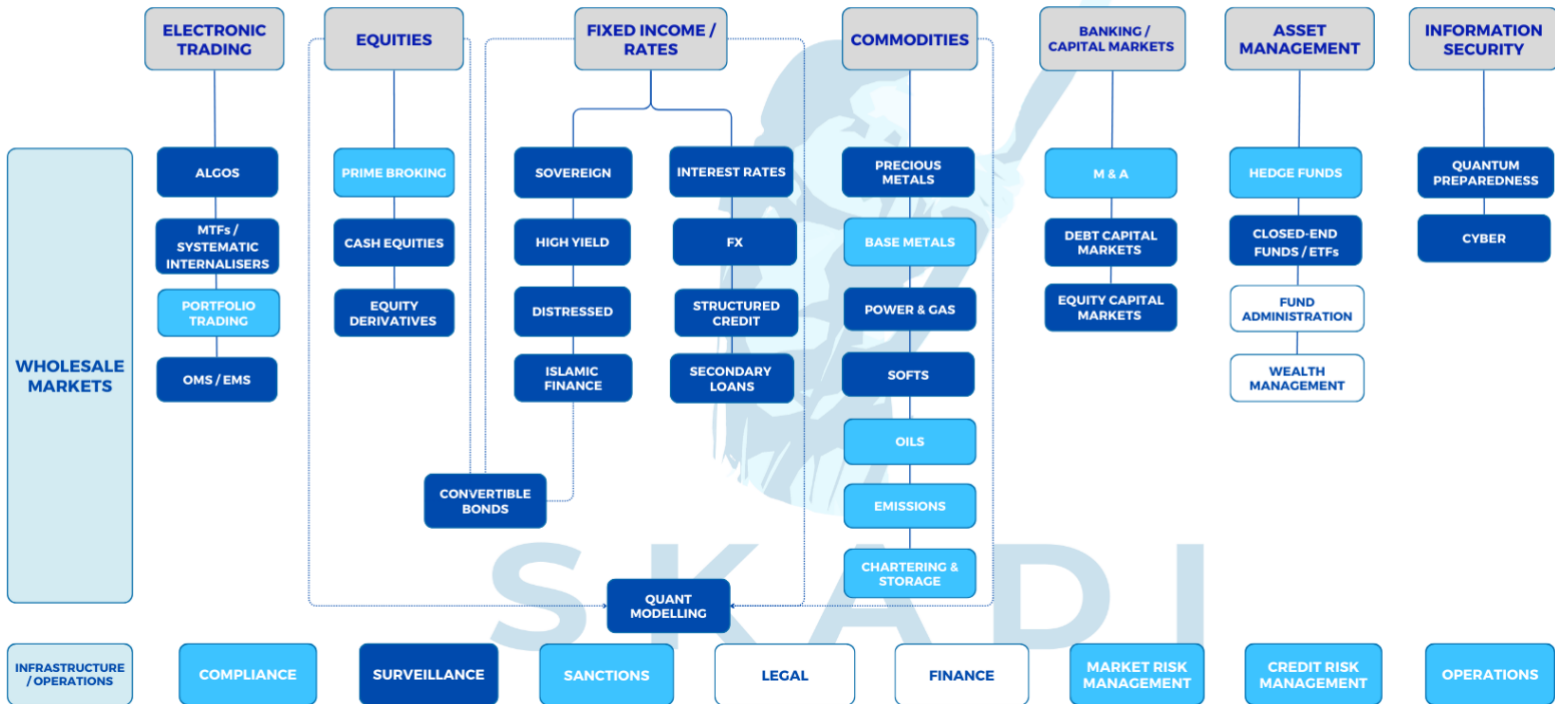 ELECTRONIC
TRADING
EQUITIES
FIXED INCOME /
RATES
COMMODITIES
BANKING /
CAPITAL MARKETS
ASSET
MANAGEMENT
INFORMATION
SECURITY
WHOLESALE
MARKETS
ALGOS
MTFs /
SYSTEMATIC
INTERNALISERS
PORTFOLIO
TRADING
OMS / EMS
PRIME BROKING
CASH EQUITIES
EQUITY
DERIVATIVES
SOVEREIGN
HIGH YIELD
DISTRESSED
ISLAMIC
FINANCE
INTEREST RATES
FX
STRUCTURED
CREDIT
SECONDARY
LOANS
CONVERTIBLE
BONDS
QUANT
MODELLING
PRECIOUS
METALS
BASE METALS
POWER & GAS
SOFTS
OILS
EMISSIONS
CHARTERING &
STORAGE
M & A
DEBT CAPITAL
MARKETS
EQUITY CAPITAL
MARKETS
HEDGE FUNDS
CLOSED-END
FUNDS / ETFs
FUND
ADMINISTRATION
WEALTH
MANAGEMENT
QUANTUM
PREPAREDNESS
CYBER
SKADI
INFRASTRUCTURE
/ OPERATIONS
COMPLIANCE
SURVEILLANCE
SANCTIONS
LEGAL
FINANCE
MARKET RISK
MANAGEMENT
CREDIT RISK
MANAGEMENT
OPERATIONS